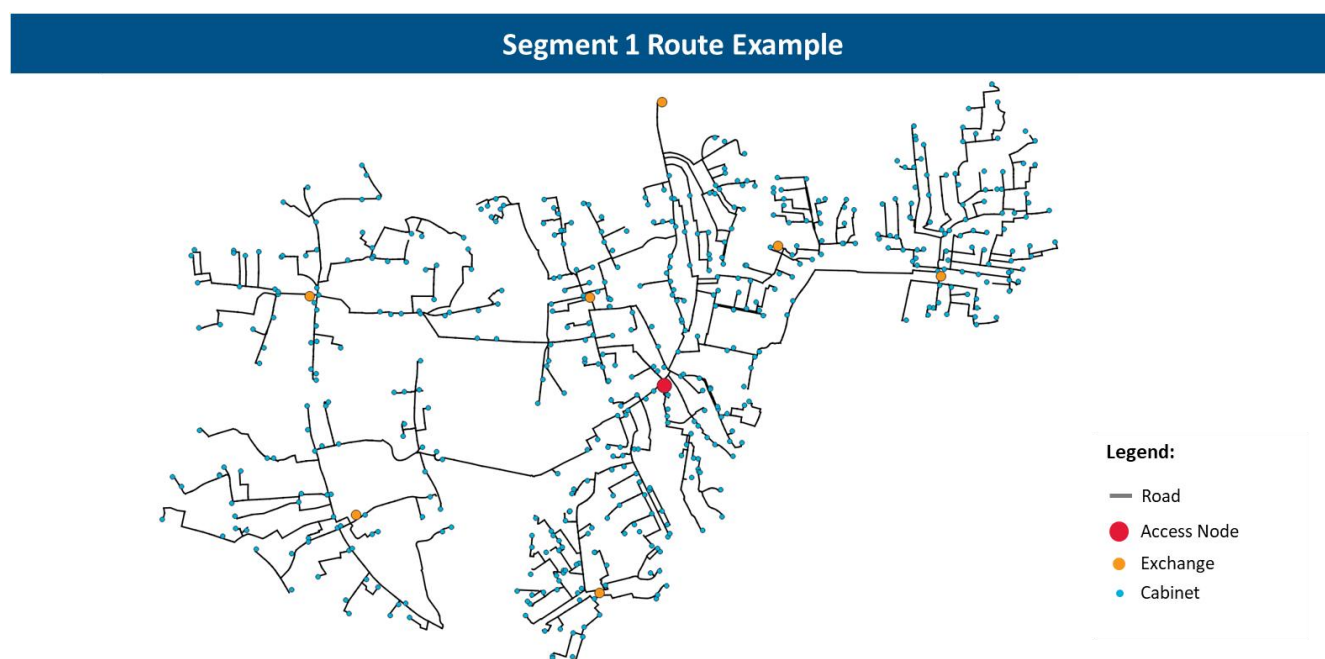 Segment 1 Route Example
Legend:
Road
Access Node
Exchange
Cabinet